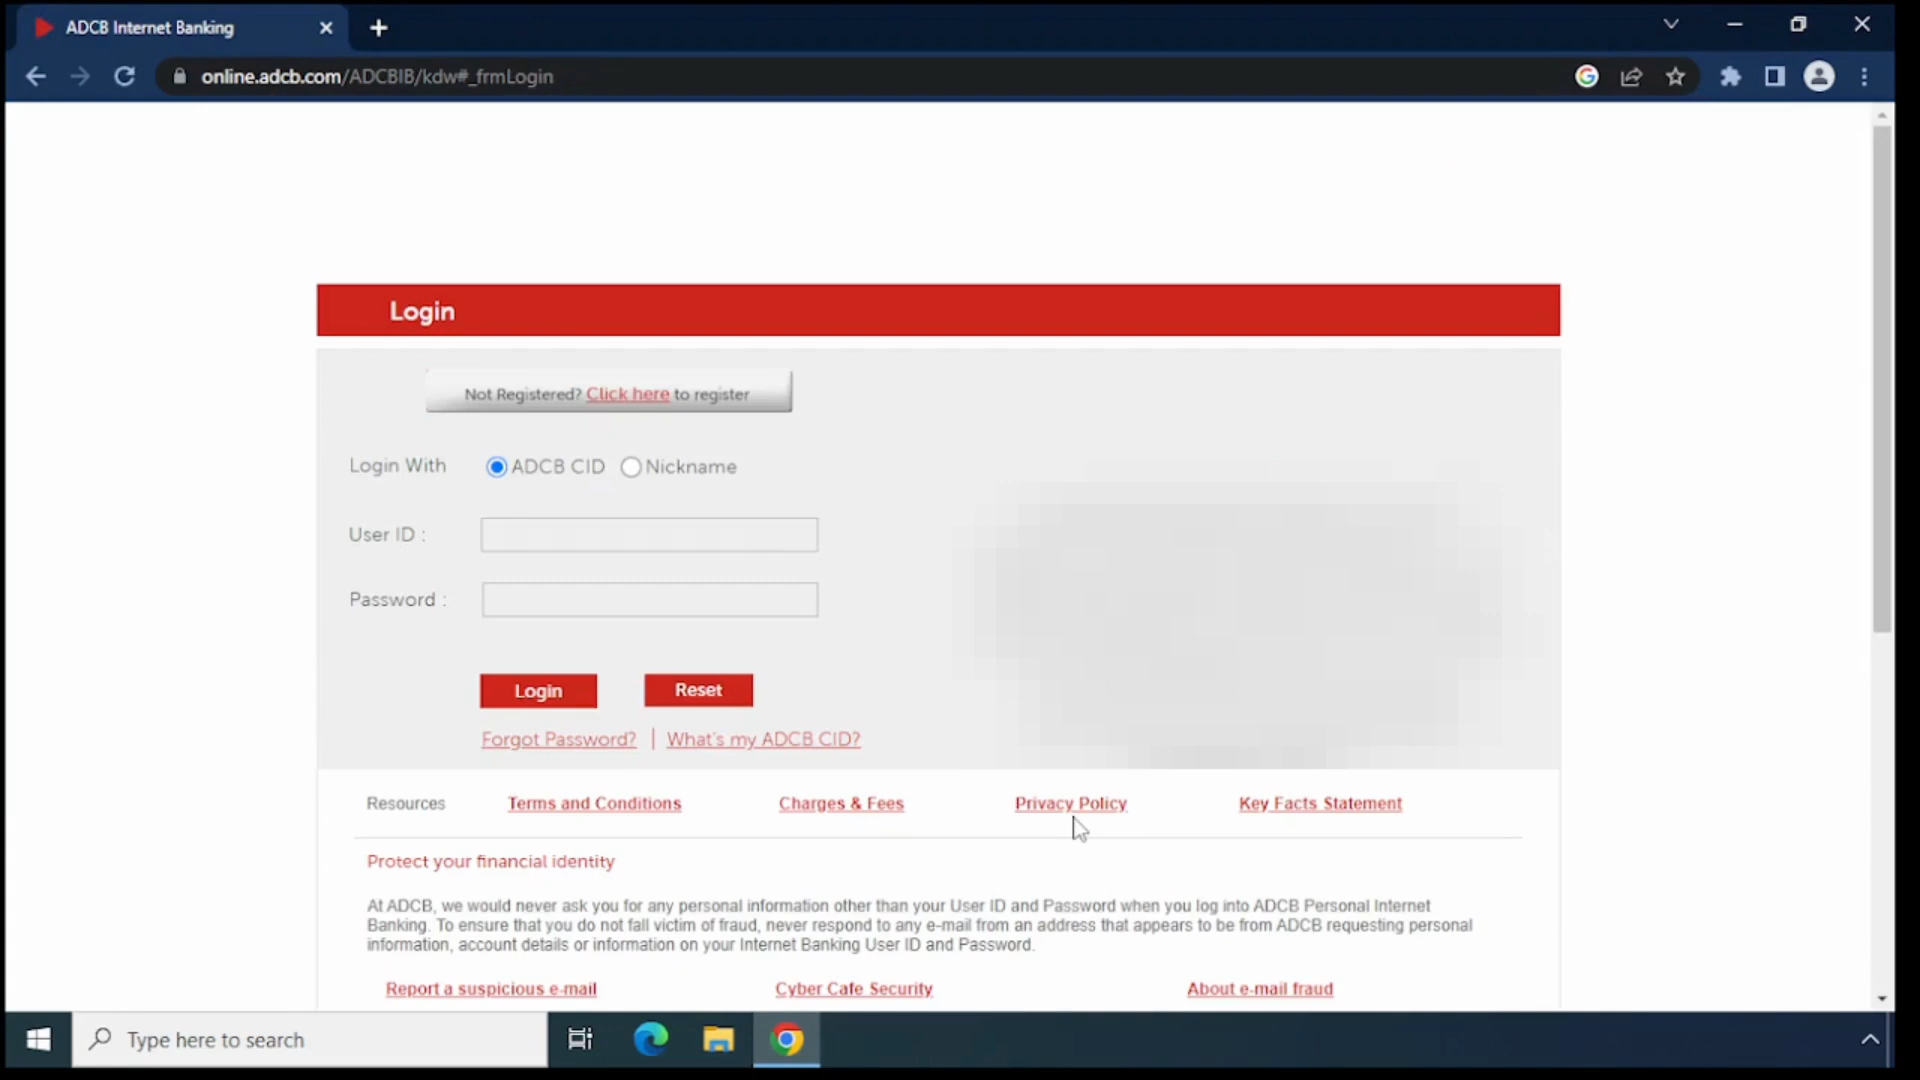 ADCB Internet Banking
online.adcb.com/ADCBIB/kdw#_frmLogin
Login
Not Registered? Click here to register
Login With ADCB CID Nickname
User ID :
Password :
Login Reset
Forgot Password? | What's my ADCB CID?
Resources Terms and Conditions Charges & Fees Privacy Policy Key Facts Statement
Protect your financial identity
At ADCB, we would never ask you for any personal information other than your User ID and Password when you log into ADCB Personal Internet
Banking. To ensure that you do not fall victim of fraud, never respond to any e-mail from an address that appears to be from ADCB requesting personal
information, account details or information on your Internet Banking User ID and Password.
Report a suspicious e-mail Cyber Cafe Security About e-mail fraud
Type here to search